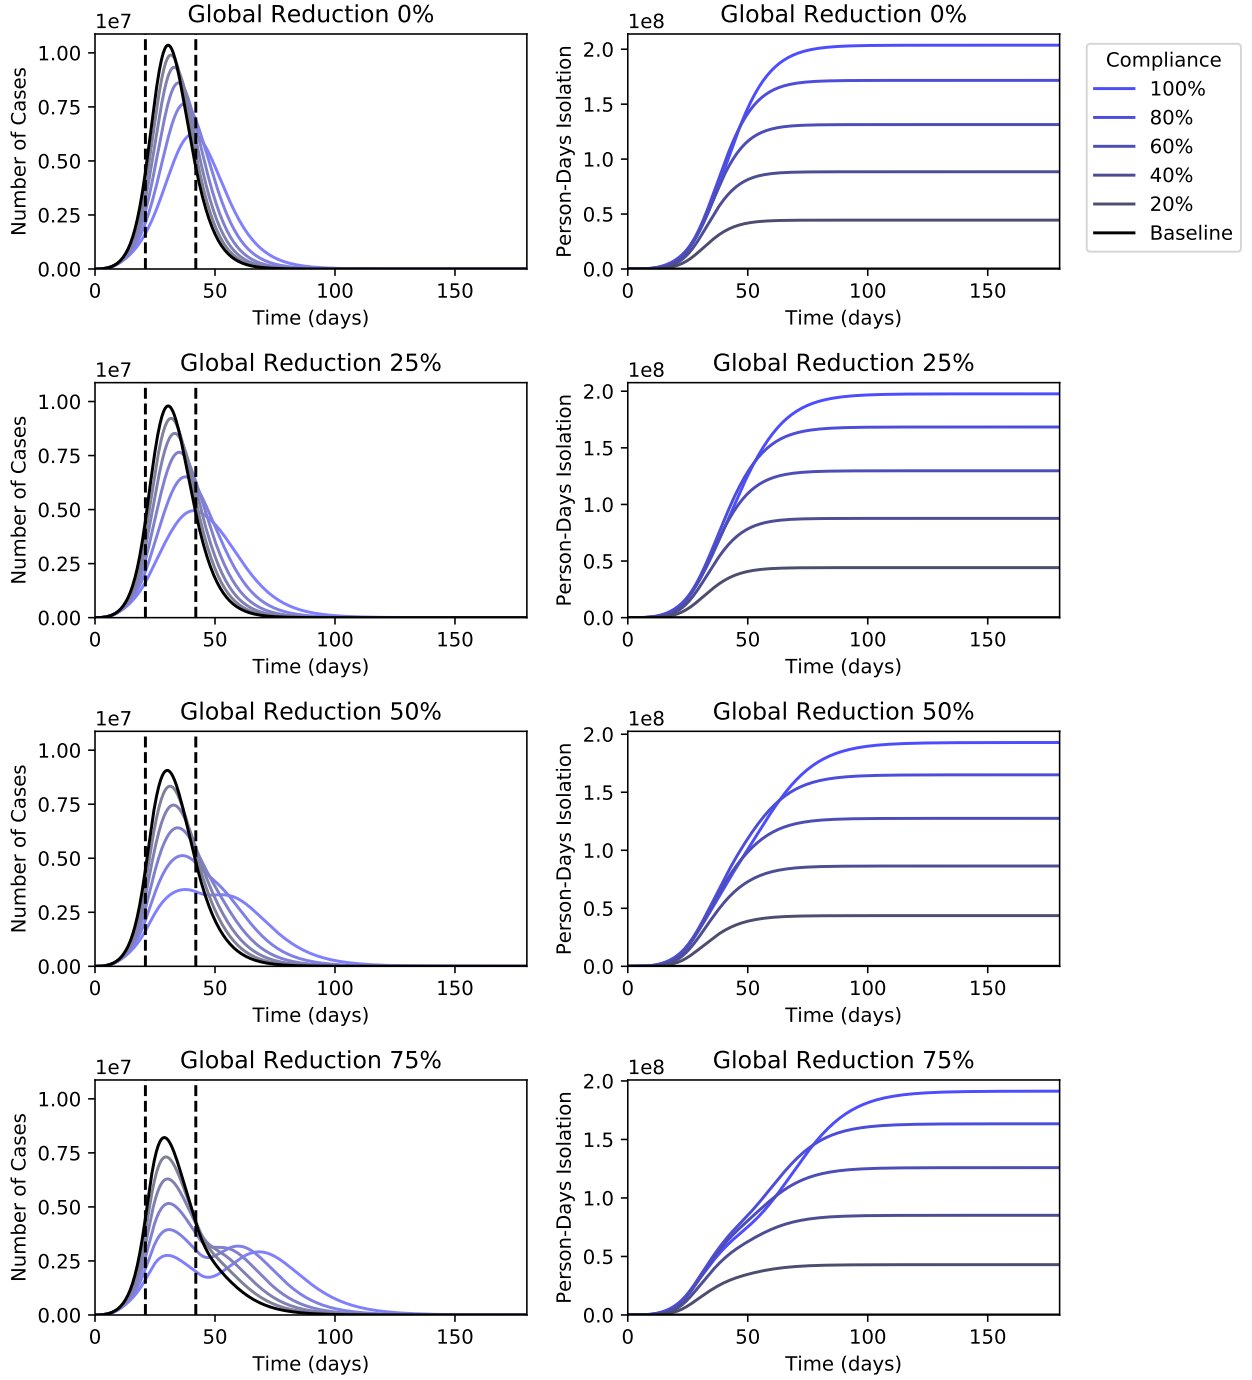 Global Reduction 0%
1e7
Number of Cases
1.00
0.75
0.50
0.25
0.00
0 50 100 150
Time (days)
Global Reduction 0%
1e8
Person-Days Isolation
2.0
1.5
1.0
0.5
0.0
0 50 100 150
Time (days)
Compliance
100%
80%
60%
40%
20%
Baseline
Global Reduction 25%
1e7
Number of Cases
1.00
0.75
0.50
0.25
0.00
0 50 100 150
Time (days)
Global Reduction 25%
1e8
Person-Days Isolation
2.0
1.5
1.0
0.5
0.0
0 50 100 150
Time (days)
Global Reduction 50%
1e7
Number of Cases
1.00
0.75
0.50
0.25
0.00
0 50 100 150
Time (days)
Global Reduction 50%
1e8
Person-Days Isolation
2.0
1.5
1.0
0.5
0.0
0 50 100 150
Time (days)
Global Reduction 75%
1e7
Number of Cases
1.00
0.75
0.50
0.25
0.00
0 50 100 150
Time (days)
Global Reduction 75%
1e8
Person-Days Isolation
2.0
1.5
1.0
0.5
0.0
0 50 100 150
Time (days)